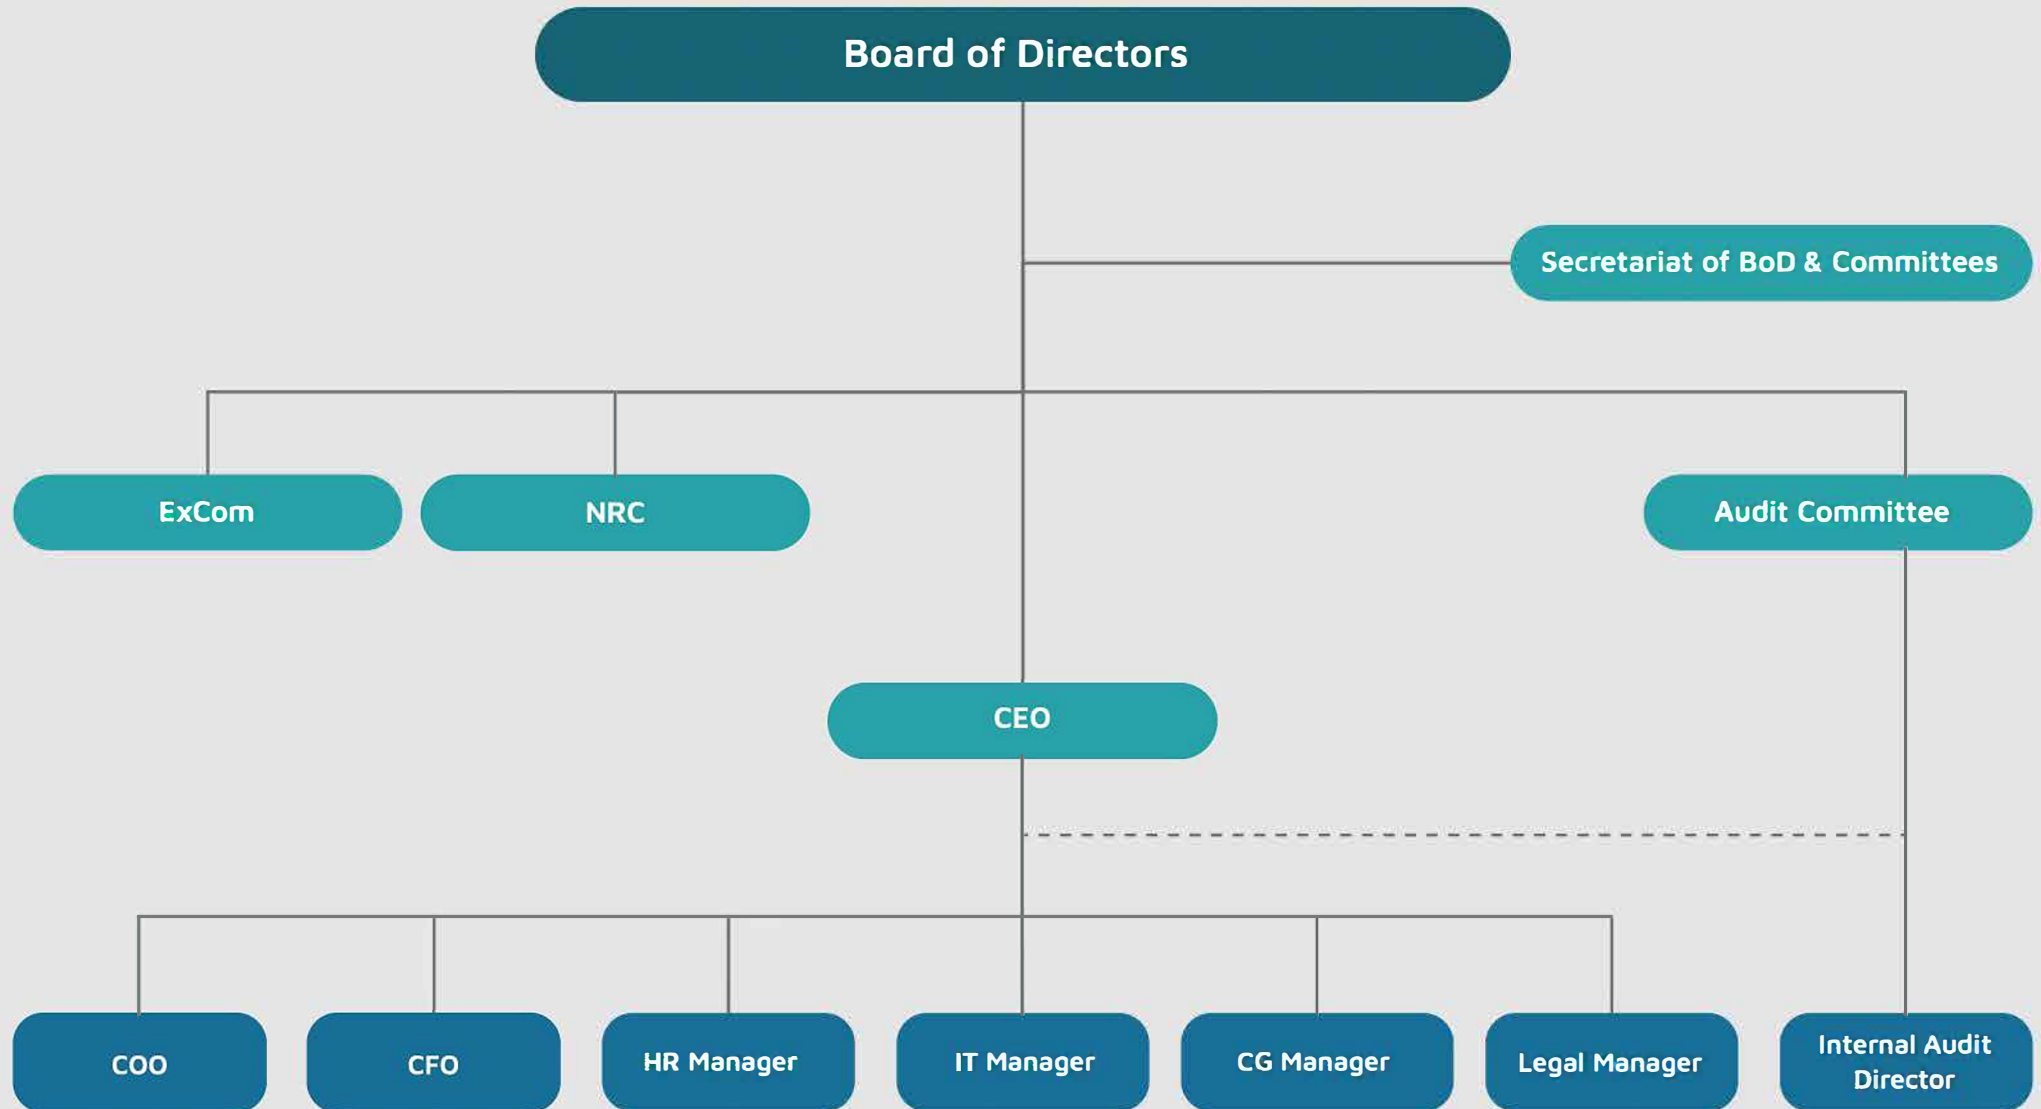 Board of Directors
Secretariat of BoD & Committees
ExCom
NRC
Audit Committee
CEO
COO
CFO
HR Manager
IT Manager
CG Manager
Legal Manager
Internal Audit
Director